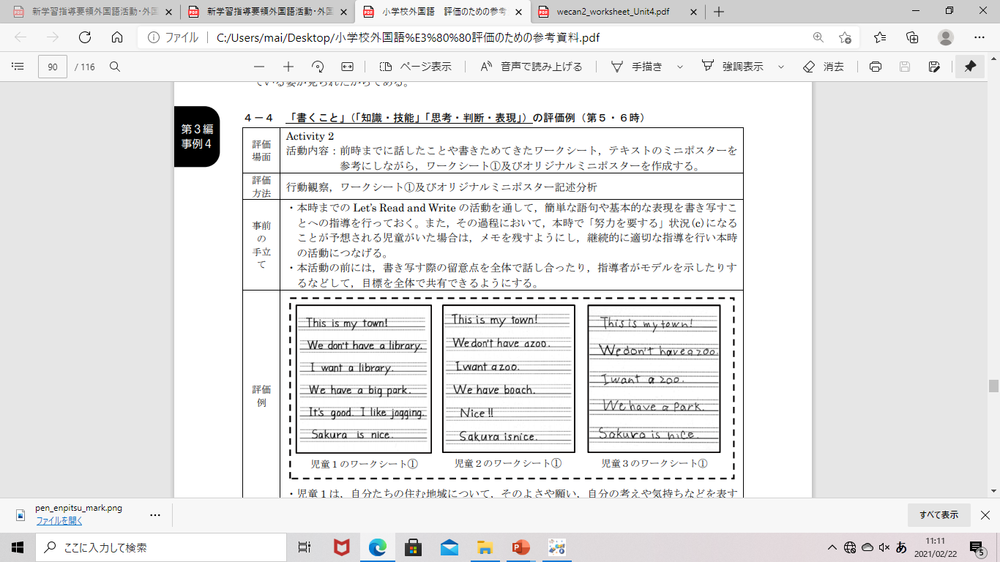 新学習指導要領外国語活動・外国
新学習指導要領外国語活動・外国
小学校外国語　評価のための参考
wecan2_worksheet_Unit4.pdf
ファイル
C:/Users/mai/Desktop/小学校外国語%E3%80%80評価のための参考資料.pdf
90 / 116
ページ表示
音声で読み上げる
手描き
強調表示
消去
ている姿が見られたからである。
第３編
事例４
４－４　「書くこと」（「知識・技能」「思考・判断・表現」）の評価例（第５・６時）
評価
場面
Activity 2
活動内容：前時までに話したことや書きためてきたワークシート，テキストのミニポスターを
参考にしながら，ワークシート①及びオリジナルミニポスターを作成する。
評価
方法
行動観察，ワークシート①及びオリジナルミニポスター記述分析
事前
の
手立
て
・本時までの Let's Read and Write の活動を通して，簡単な語句や基本的な表現を書き写すこ
とへの指導を行っておく。また，その過程において，本時で「努力を要する」状況(c)になる
ことが予想される児童がいた場合は，メモを残すようにし，継続的に適切な指導を行い本時
の活動につなげる。
・本活動の前には，書き写す際の留意点を全体で話し合ったり，指導者がモデルを示したりす
るなどして，目標を全体で共有できるようにする。
評価
例
This is my town!
We don't have a library.
I want a library.
We have a big park.
It's good. I like jogging.
Sakura is nice.
児童１のワークシート①
This is my town!
We don't have azoo.
I want azoo.
We have boach.
Nice!!
Sakura isnice.
児童２のワークシート①
This is my town!
We don't have a zoo.
I want a zoo.
We have a Park.
Sakura is nice.
児童３のワークシート①
・児童１は，自分たちの住む地域について，そのよさや願い，自分の考えや気持ちなどを表す
pen_enpitsu_mark.png
ファイルを開く
すべて表示
ここに入力して検索
あ
11:11
2021/02/22
5